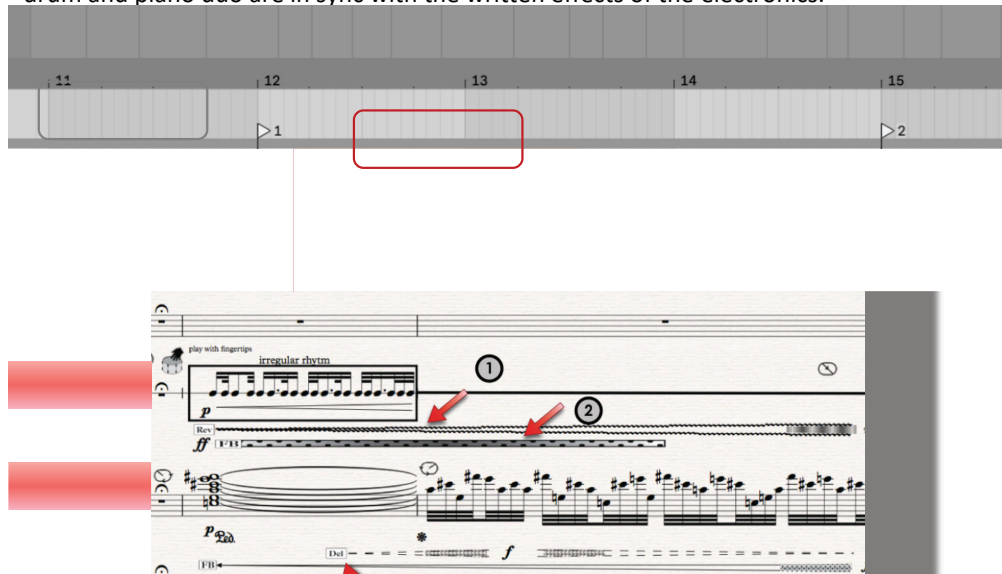 drum and piano duo are in sync with the written effects of the electronics.
11 12 13 14 15
1 2
play with fingertips
irregular rhytm
1
p
2
Rev
ff FB
p Ped.
Del f
FB